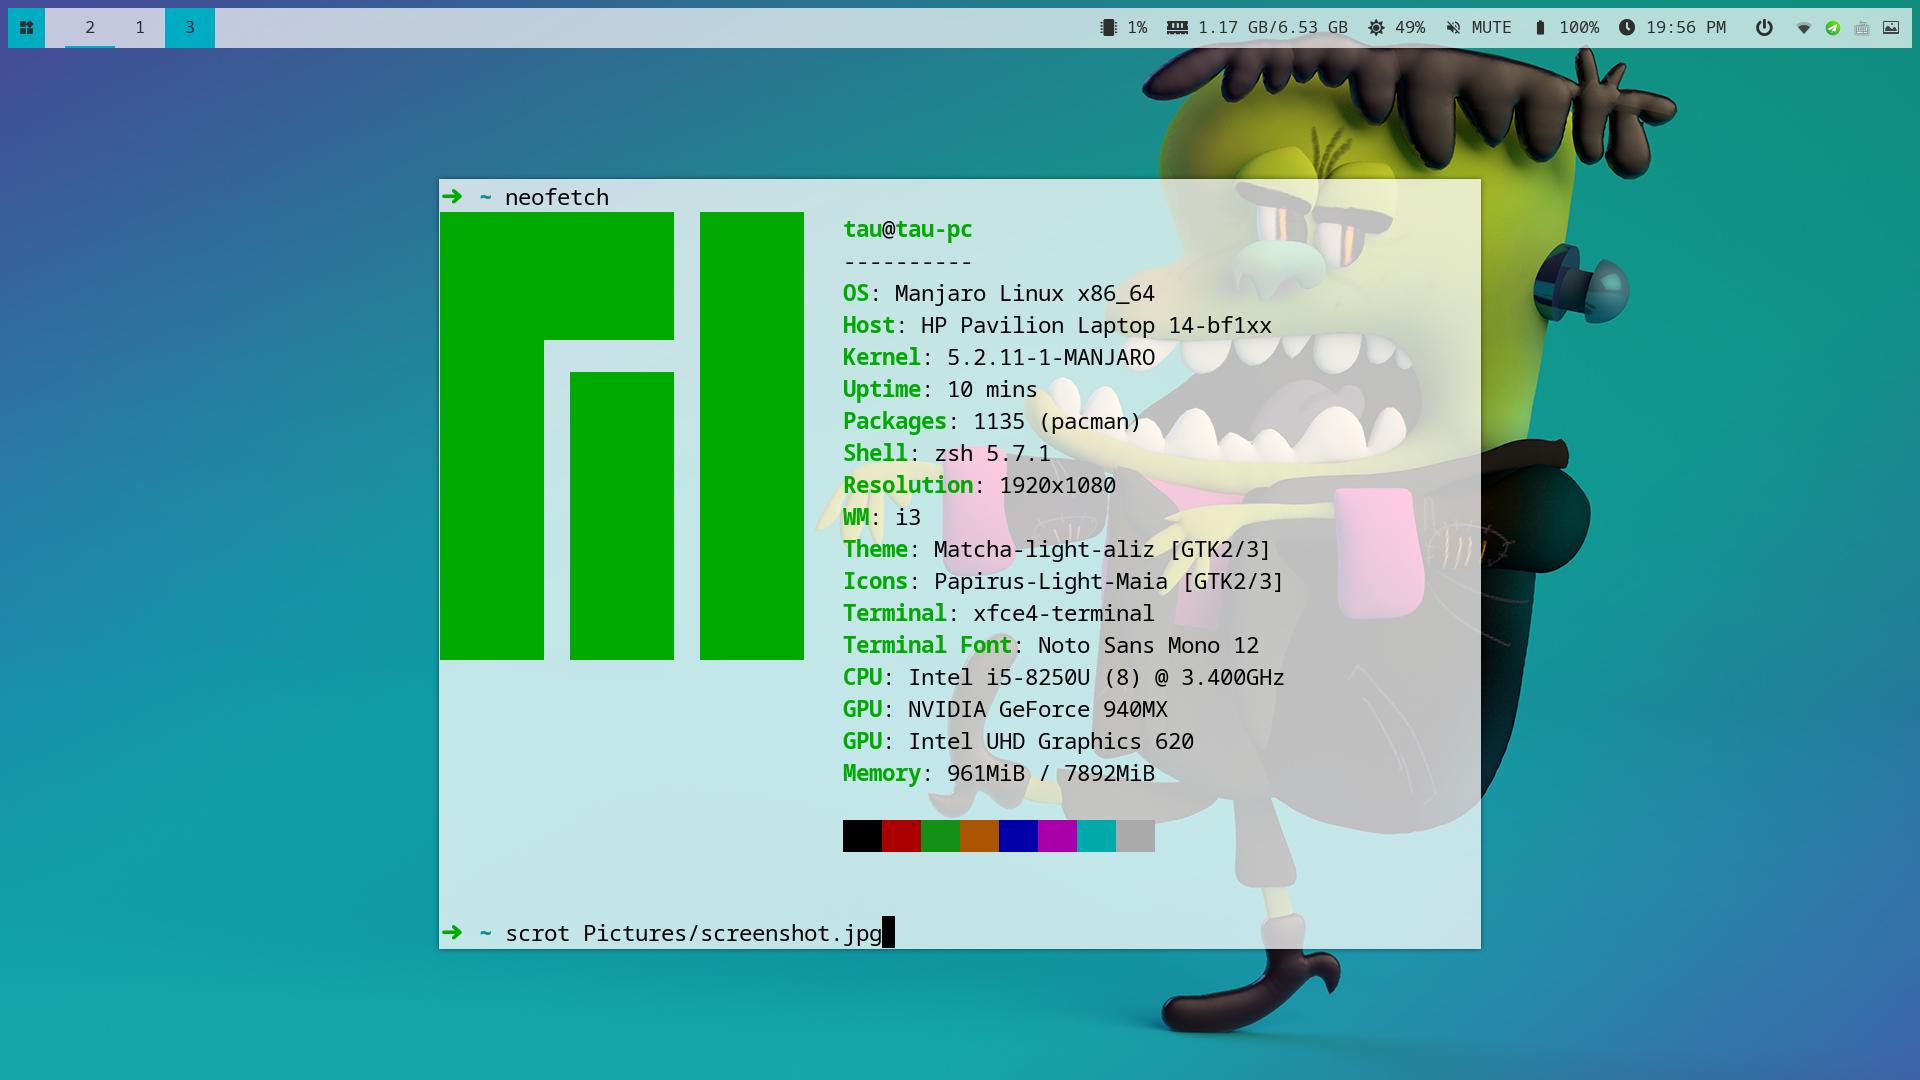 2 1 3 1% 1.17 GB/6.53 GB 49% MUTE 100% 19:56 PM
➜ ~ neofetch
tau@tau-pc
----------
OS: Manjaro Linux x86_64
Host: HP Pavilion Laptop 14-bf1xx
Kernel: 5.2.11-1-MANJARO
Uptime: 10 mins
Packages: 1135 (pacman)
Shell: zsh 5.7.1
Resolution: 1920x1080
WM: i3
Theme: Matcha-light-aliz [GTK2/3]
Icons: Papirus-Light-Maia [GTK2/3]
Terminal: xfce4-terminal
Terminal Font: Noto Sans Mono 12
CPU: Intel i5-8250U (8) @ 3.400GHz
GPU: NVIDIA GeForce 940MX
GPU: Intel UHD Graphics 620
Memory: 961MiB / 7892MiB
➜ ~ scrot Pictures/screenshot.jpg